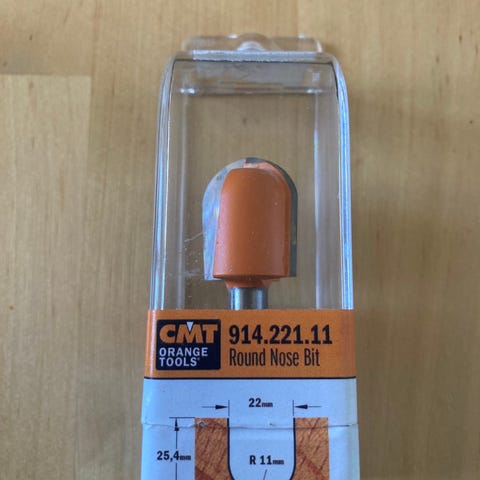 CMT
ORANGE
TOOLS®
914.221.11
Round Nose Bit
22mm
25,4mm
R 11mm